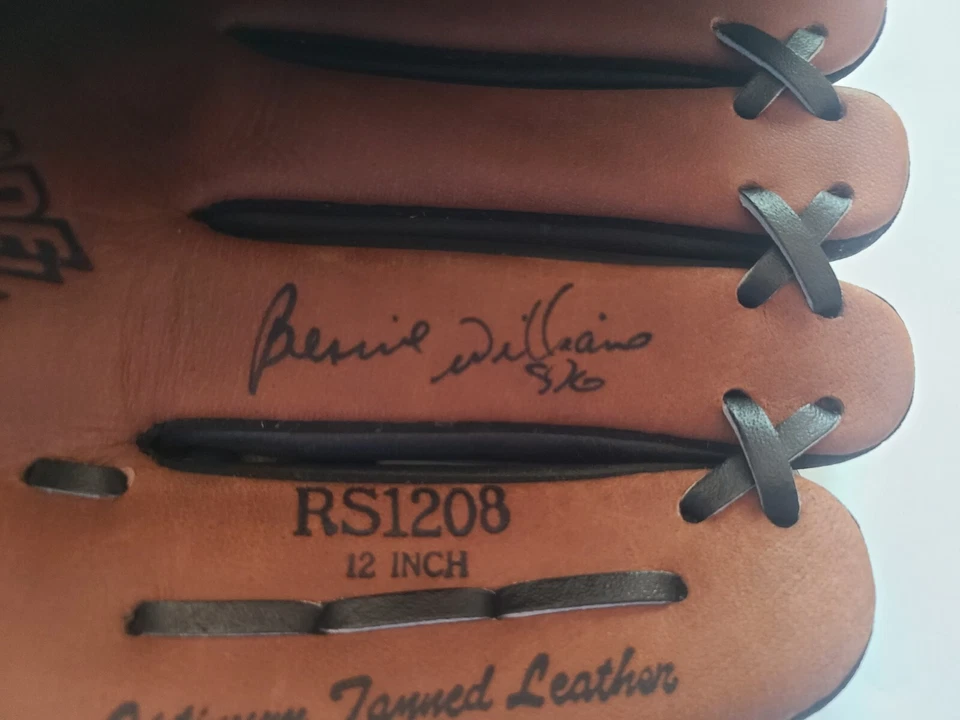 Bernie Williams
RS1208
12 INCH
Tanned Leather